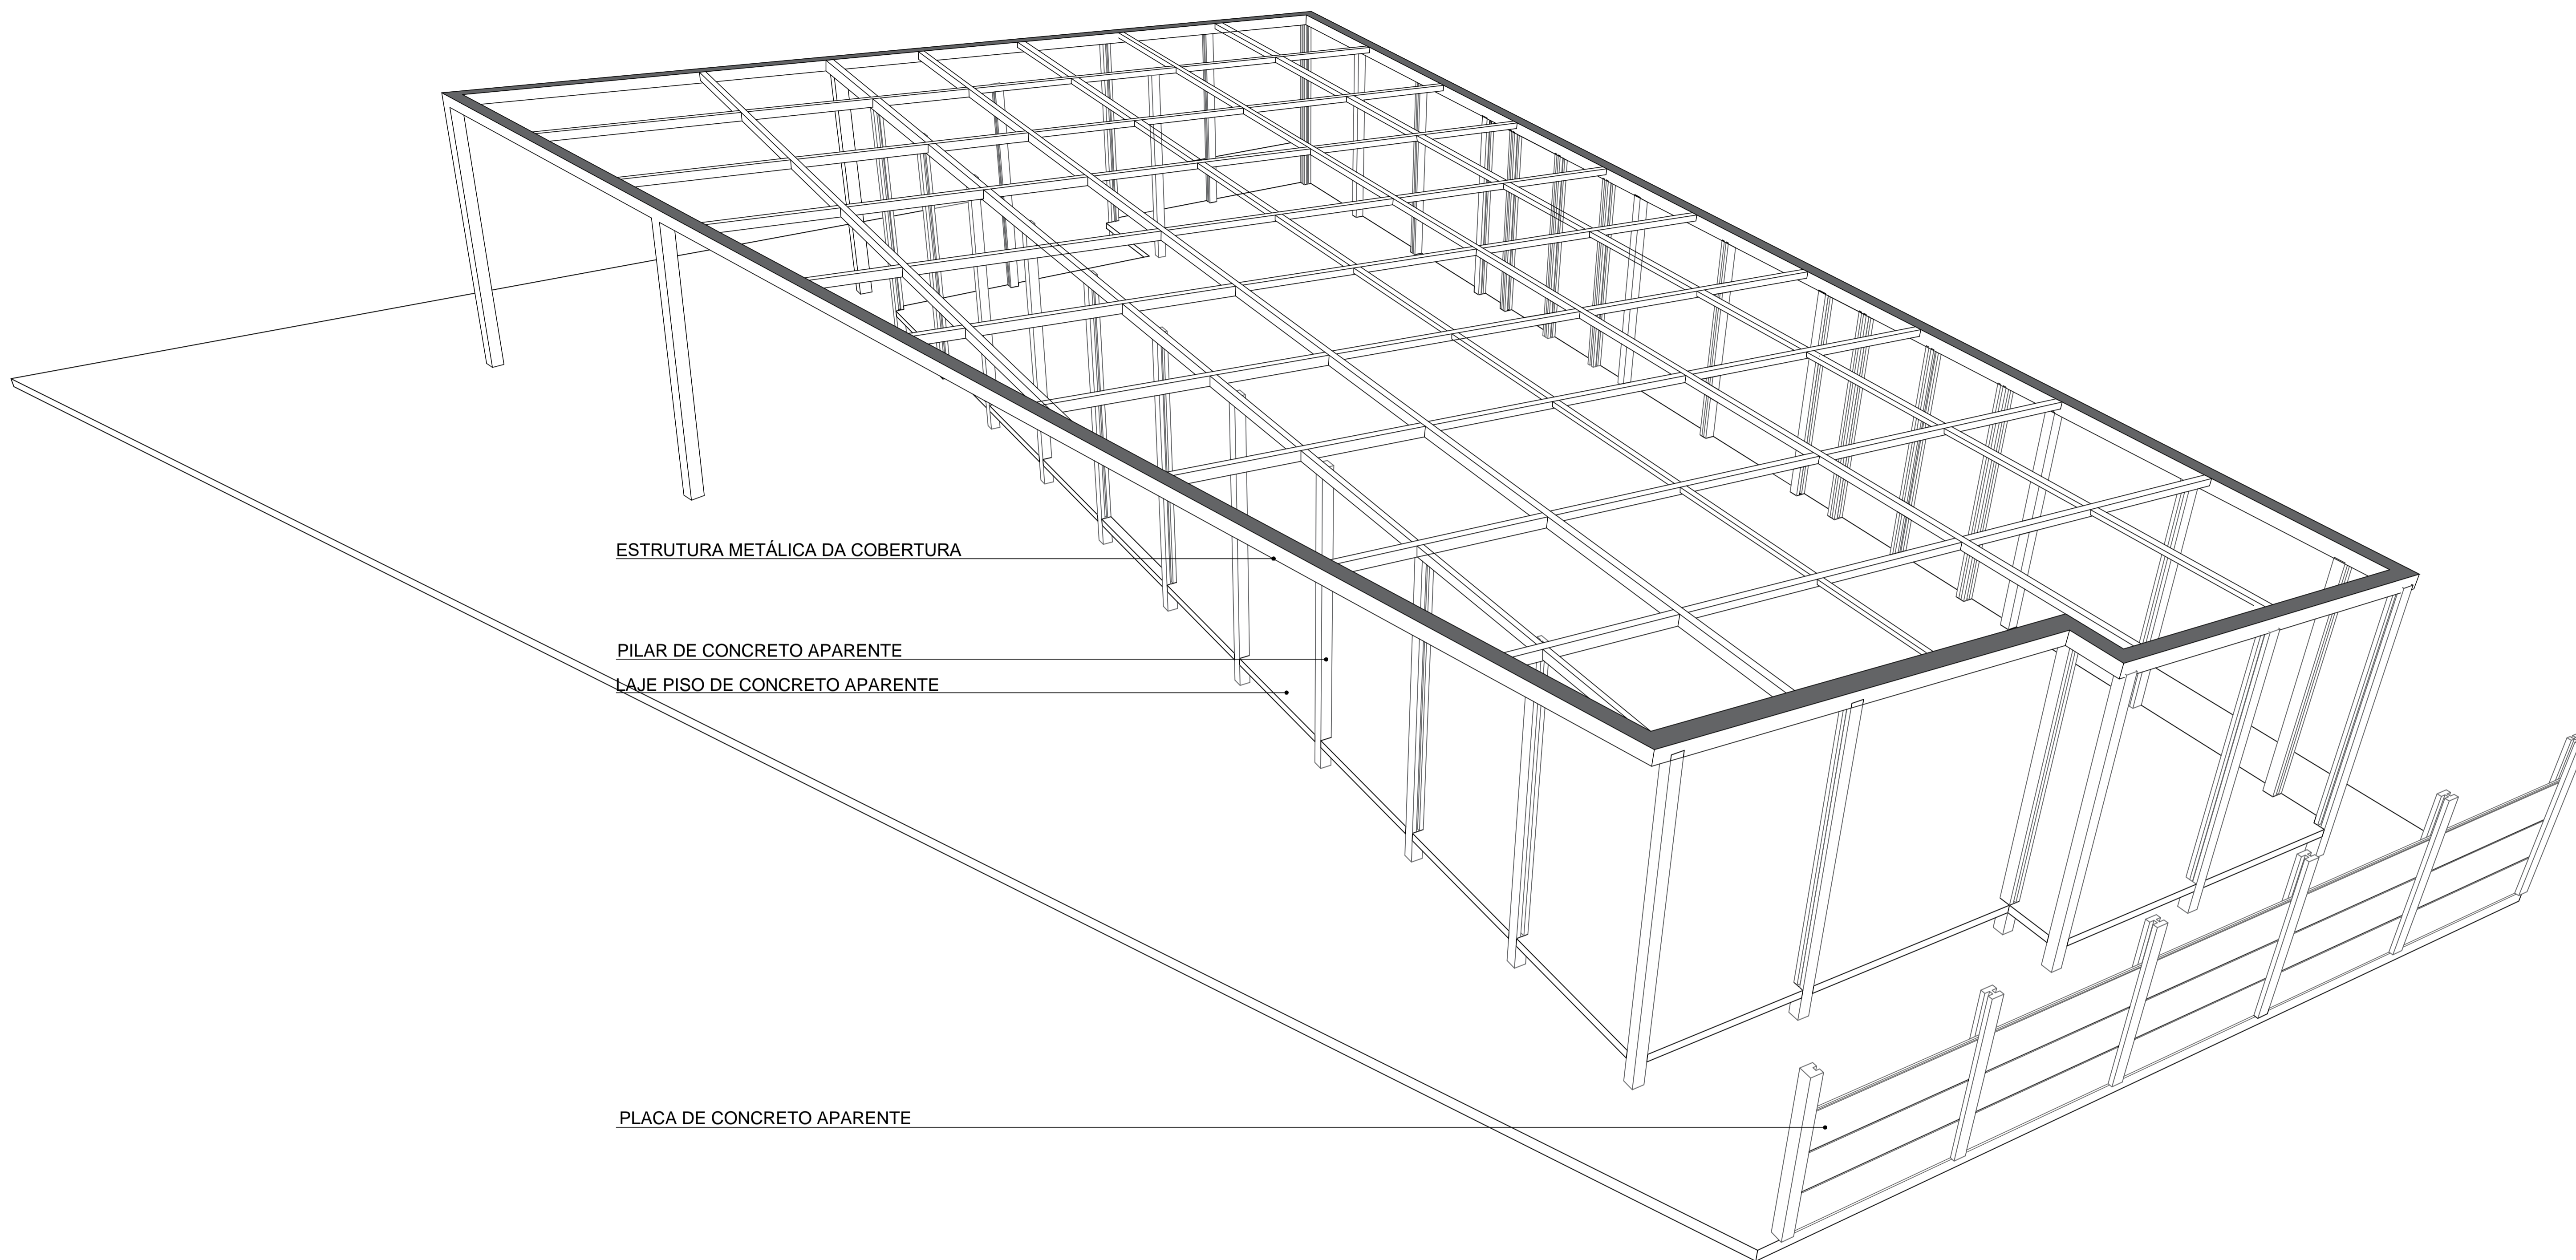 ESTRUTURA METÁLICA DA COBERTURA
PILAR DE CONCRETO APARENTE
LAJE PISO DE CONCRETO APARENTE
PLACA DE CONCRETO APARENTE